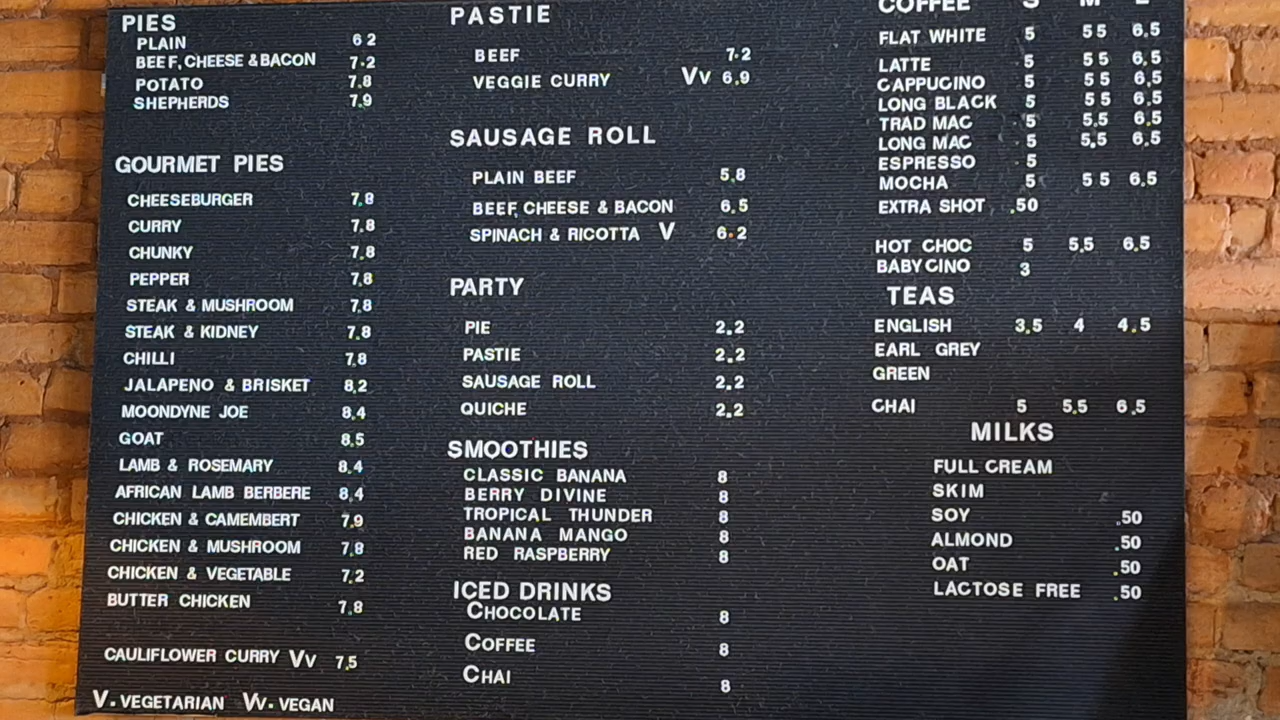 PIES
PLAIN 6 2
BEEF, CHEESE & BACON 7.2
POTATO 7.8
SHEPHERDS 7.9
GOURMET PIES
CHEESEBURGER 7.8
CURRY 7.8
CHUNKY 7.8
PEPPER 7.8
STEAK & MUSHROOM 7.8
STEAK & KIDNEY 7.8
CHILLI 7.8
JALAPENO & BRISKET 8.2
MOONDYNE JOE 8.4
GOAT 8.5
LAMB & ROSEMARY 8.4
AFRICAN LAMB BERBERE 8.4
CHICKEN & CAMEMBERT 7.9
CHICKEN & MUSHROOM 7.8
CHICKEN & VEGETABLE 7.2
BUTTER CHICKEN 7.8
CAULIFLOWER CURRY Vv 7.5
V. VEGETARIAN Vv. VEGAN
PASTIE
BEEF 7.2
VEGGIE CURRY Vv 6.9
SAUSAGE ROLL
PLAIN BEEF 5.8
BEEF, CHEESE & BACON 6.5
SPINACH & RICOTTA V 6.2
PARTY
PIE 2.2
PASTIE 2.2
SAUSAGE ROLL 2.2
QUICHE 2.2
SMOOTHIES
CLASSIC BANANA 8
BERRY DIVINE 8
TROPICAL THUNDER 8
BANANA MANGO 8
RED RASPBERRY 8
ICED DRINKS
CHOCOLATE 8
COFFEE 8
CHAI 8
COFFEE S M L
FLAT WHITE 5 5 5 6.5
LATTE 5 5 5 6.5
CAPPUCINO 5 5 5 6.5
LONG BLACK 5 5 5 6.5
TRAD MAC 5 5.5 6.5
LONG MAC 5 5.5 6.5
ESPRESSO 5
MOCHA 5 5 5 6.5
EXTRA SHOT .50
HOT CHOC 5 5.5 6.5
BABYCINO 3
TEAS
ENGLISH 3.5 4 4.5
EARL GREY
GREEN
CHAI 5 5.5 6.5
MILKS
FULL CREAM
SKIM
SOY .50
ALMOND .50
OAT .50
LACTOSE FREE .50